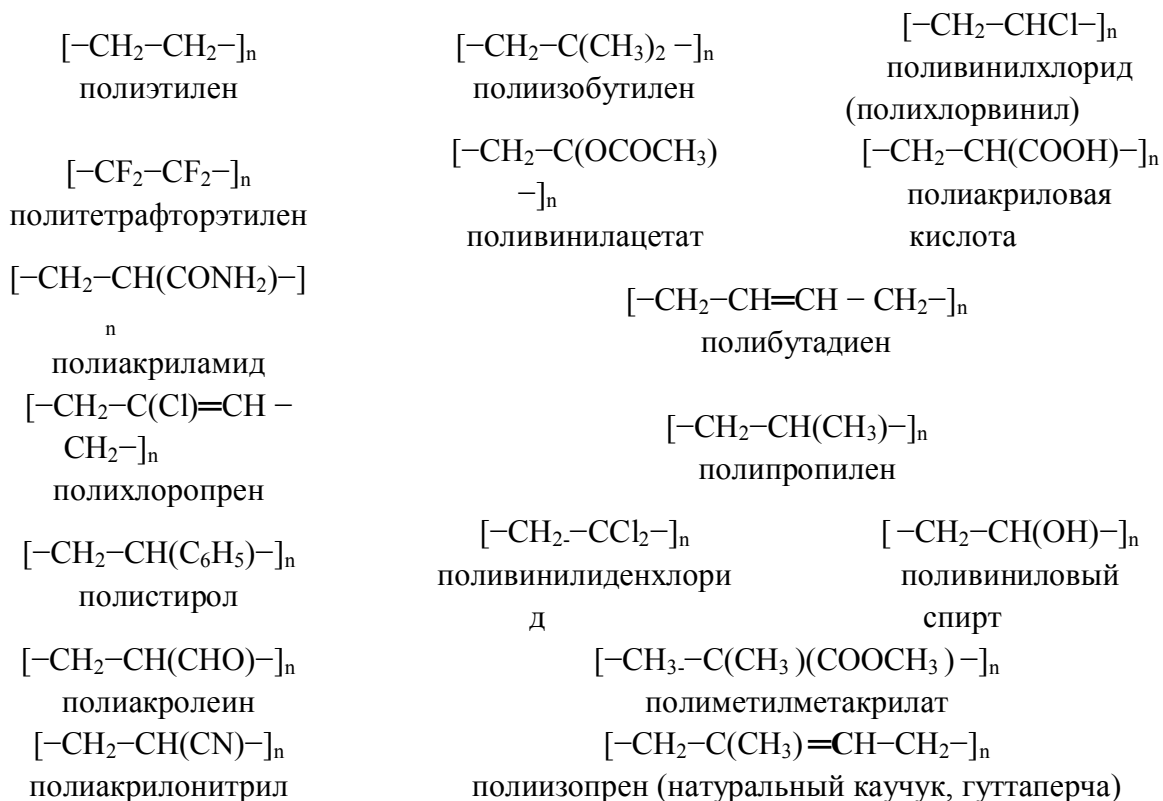 [−CH₂−CH₂−]ₙ
полиэтилен
[−CH₂−C(CH₃)₂ −]ₙ
полиизобутилен
[−CH₂−CHCl−]ₙ
поливинилхлорид
(полихлорвинил)
[−CF₂−CF₂−]ₙ
политетрафторэтилен
[−CH₂−C(OCOCH₃)
−]ₙ
поливинилацетат
[−CH₂−CH(COOH)−]ₙ
полиакриловая
кислота
[−CH₂−CH(CONH₂)−]
ₙ
полиакриламид
[−CH₂−CH=CH − CH₂−]ₙ
полибутадиен
[−CH₂−C(Cl)=CH −
CH₂−]ₙ
полихлоропрен
[−CH₂−CH(CH₃)−]ₙ
полипропилен
[−CH₂−CH(C₆H₅)−]ₙ
полистирол
[−CH₂₋−CCl₂−]ₙ
поливинилиденхлори
д
[ −CH₂−CH(OH)−]ₙ
поливиниловый
спирт
[−CH₂−CH(CHO)−]ₙ
полиакролеин
[−CH₃₋−C(CH₃ )(COOCH₃ ) −]ₙ
полиметилметакрилат
[−CH₂−CH(CN)−]ₙ
полиакрилонитрил
[−CH₂−C(CH₃) =CH−CH₂−]ₙ
полиизопрен (натуральный каучук, гуттаперча)